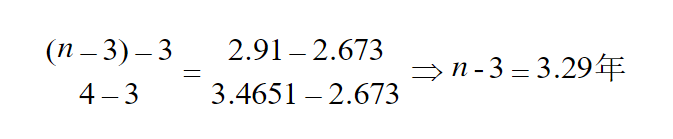 (n – 3) – 3 2.91 – 2.673
= ⇒ n - 3 = 3.29年
4 – 3 3.4651 – 2.673